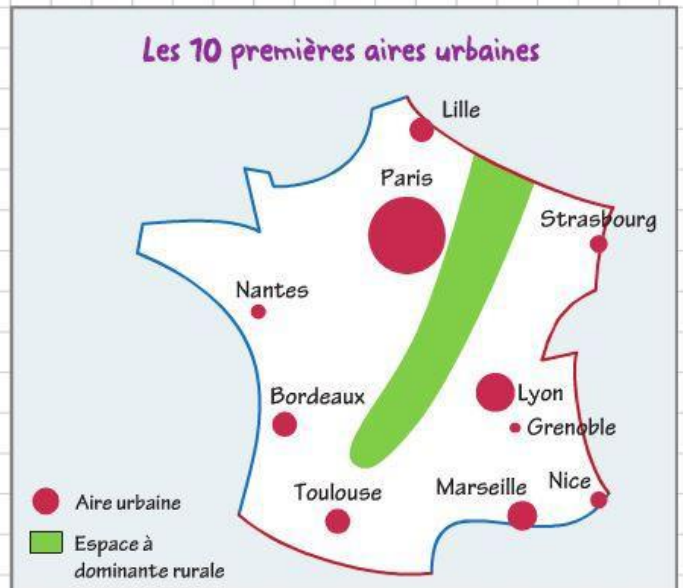 Les 10 premières aires urbaines
Lille
Paris
Strasbourg
Nantes
Bordeaux
Lyon
Grenoble
Toulouse
Marseille
Nice
Aire urbaine
Espace à
dominante rurale